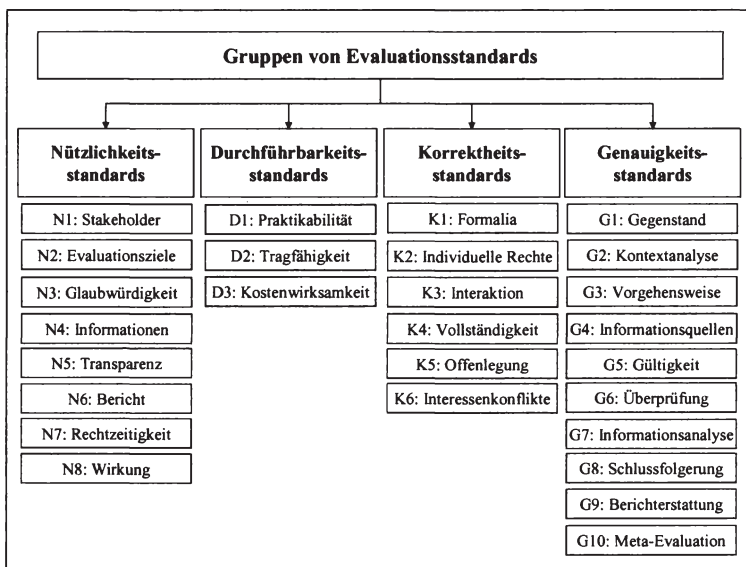 Gruppen von Evaluationsstandards
Nützlichkeits-
standards
N1: Stakeholder
N2: Evaluationsziele
N3: Glaubwürdigkeit
N4: Informationen
N5: Transparenz
N6: Bericht
N7: Rechtzeitigkeit
N8: Wirkung
Durchführbarkeits-
standards
D1: Praktikabilität
D2: Tragfähigkeit
D3: Kostenwirksamkeit
Korrektheits-
standards
K1: Formalia
K2: Individuelle Rechte
K3: Interaktion
K4: Vollständigkeit
K5: Offenlegung
K6: Interessenkonflikte
Genauigkeits-
standards
G1: Gegenstand
G2: Kontextanalyse
G3: Vorgehensweise
G4: Informationsquellen
G5: Gültigkeit
G6: Überprüfung
G7: Informationsanalyse
G8: Schlussfolgerung
G9: Berichterstattung
G10: Meta-Evaluation